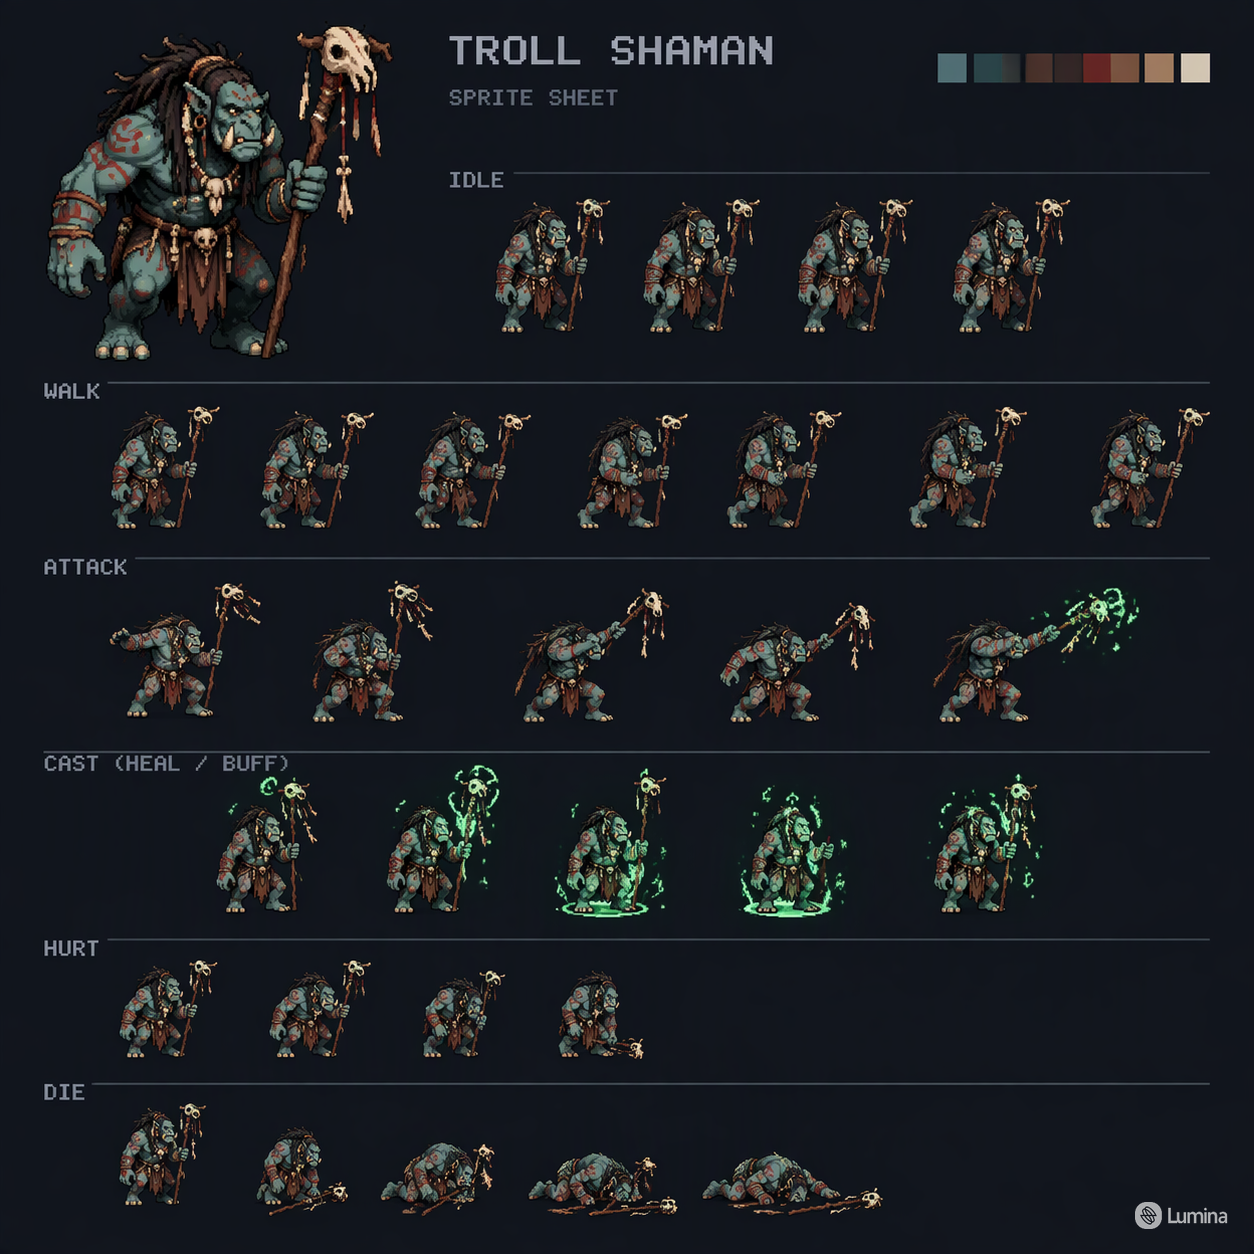 TROLL SHAMAN
SPRITE SHEET
IDLE
WALK
ATTACK
CAST (HEAL / BUFF)
HURT
DIE
Lumina